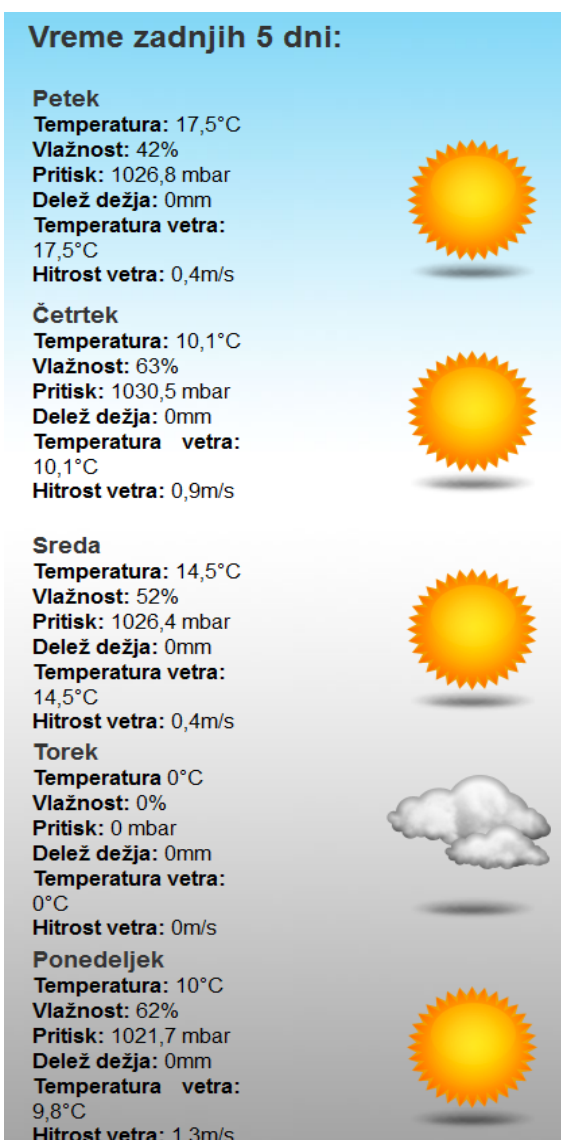 Vreme zadnjih 5 dni:
Petek
Temperatura: 17,5°C
Vlažnost: 42%
Pritisk: 1026,8 mbar
Delež dežja: 0mm
Temperatura vetra:
17,5°C
Hitrost vetra: 0,4m/s
Četrtek
Temperatura: 10,1°C
Vlažnost: 63%
Pritisk: 1030,5 mbar
Delež dežja: 0mm
Temperatura vetra:
10,1°C
Hitrost vetra: 0,9m/s
Sreda
Temperatura: 14,5°C
Vlažnost: 52%
Pritisk: 1026,4 mbar
Delež dežja: 0mm
Temperatura vetra:
14,5°C
Hitrost vetra: 0,4m/s
Torek
Temperatura 0°C
Vlažnost: 0%
Pritisk: 0 mbar
Delež dežja: 0mm
Temperatura vetra:
0°C
Hitrost vetra: 0m/s
Ponedeljek
Temperatura: 10°C
Vlažnost: 62%
Pritisk: 1021,7 mbar
Delež dežja: 0mm
Temperatura vetra:
9,8°C
Hitrost vetra: 1,3m/s